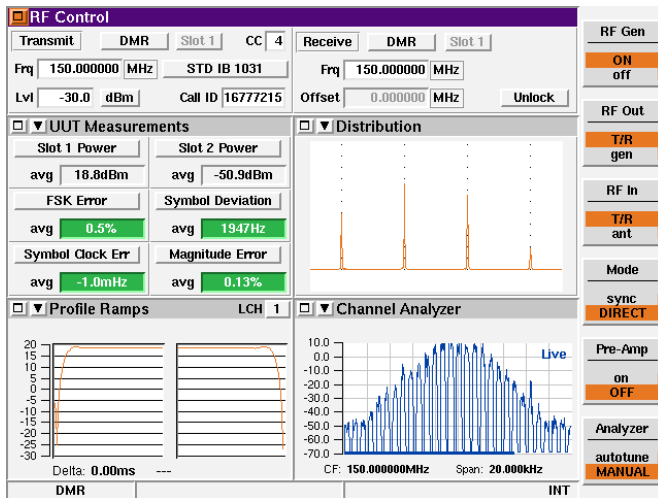 RF Control
Transmit DMR Slot 1 CC 4 Receive DMR Slot 1
Frq 150.000000 MHz STD IB 1031 Frq 150.000000 MHz
Lvl -30.0 dBm Call ID 16777215 Offset 0.000000 MHz Unlock
UUT Measurements
Slot 1 Power Slot 2 Power
avg 18.8dBm avg -50.9dBm
FSK Error Symbol Deviation
avg 0.5% avg 1947Hz
Symbol Clock Err Magnitude Error
avg -1.0mHz avg 0.13%
Distribution
Profile Ramps LCH 1
20
15
10
5
0
-5
-10
-15
-20
-25
-30
Delta: 0.00ms ---
Channel Analyzer
Live
10.0
0.0
-10.0
-20.0
-30.0
-40.0
-50.0
-60.0
-70.0
CF: 150.000000MHz Span: 20.000kHz
DMR INT
RF Gen
ON
off
RF Out
T/R
gen
RF In
T/R
ant
Mode
sync
DIRECT
Pre-Amp
on
OFF
Analyzer
autotune
MANUAL